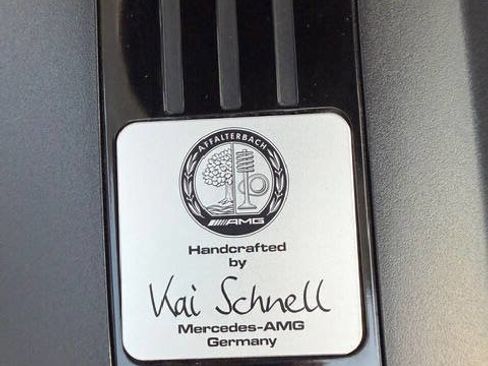 AFFALTERBACH
AMG
Handcrafted
by
Kai Schnell
Mercedes-AMG
Germany